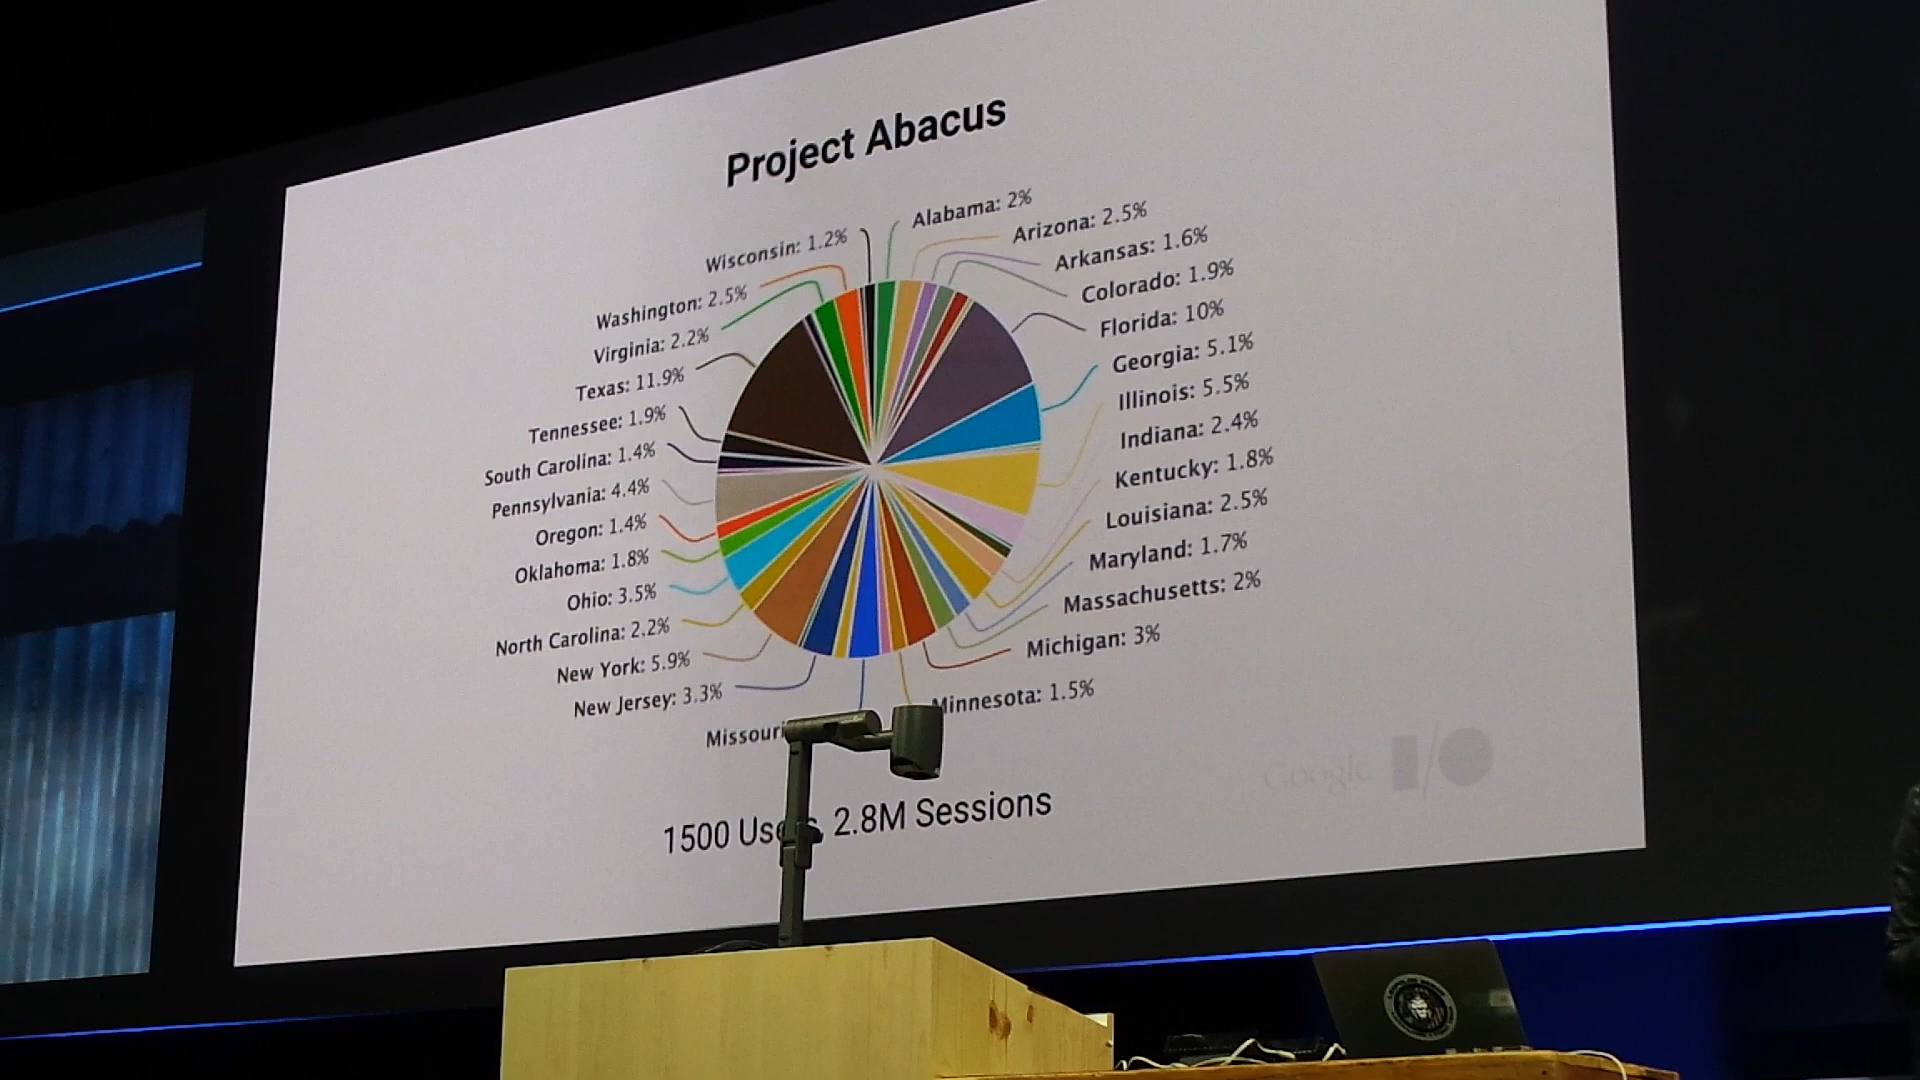 Project Abacus
Alabama: 2%
Arizona: 2.5%
Arkansas: 1.6%
Colorado: 1.9%
Florida: 10%
Georgia: 5.1%
Illinois: 5.5%
Indiana: 2.4%
Kentucky: 1.8%
Louisiana: 2.5%
Maryland: 1.7%
Massachusetts: 2%
Michigan: 3%
Minnesota: 1.5%
Missouri
New Jersey: 3.3%
New York: 5.9%
North Carolina: 2.2%
Ohio: 3.5%
Oklahoma: 1.8%
Oregon: 1.4%
Pennsylvania: 4.4%
South Carolina: 1.4%
Tennessee: 1.9%
Texas: 11.9%
Virginia: 2.2%
Washington: 2.5%
Wisconsin: 1.2%
1500 Users, 2.8M Sessions
Google I/O